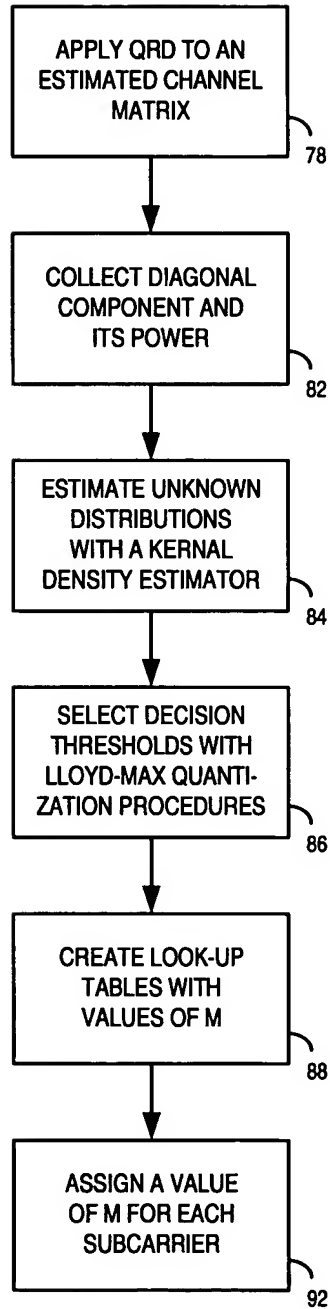 APPLY QRD TO AN
ESTIMATED CHANNEL
MATRIX
78
COLLECT DIAGONAL
COMPONENT AND
ITS POWER
82
ESTIMATE UNKNOWN
DISTRIBUTIONS
WITH A KERNAL
DENSITY ESTIMATOR
84
SELECT DECISION
THRESHOLDS WITH
LLOYD-MAX QUANTI-
ZATION PROCEDURES
86
CREATE LOOK-UP
TABLES WITH
VALUES OF M
88
ASSIGN A VALUE
OF M FOR EACH
SUBCARRIER
92